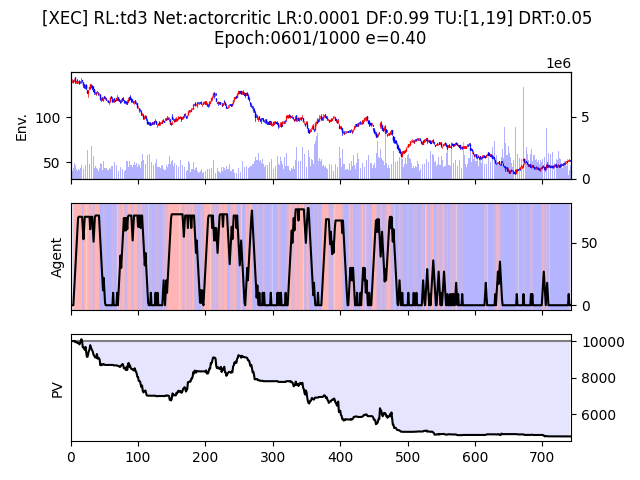 [XEC] RL:td3 Net:actorcritic LR:0.0001 DF:0.99 TU:[1,19] DRT:0.05
Epoch:0601/1000 e=0.40
1e6
Env.
100
50
5
0
Agent
50
0
PV
10000
8000
6000
0 100 200 300 400 500 600 700